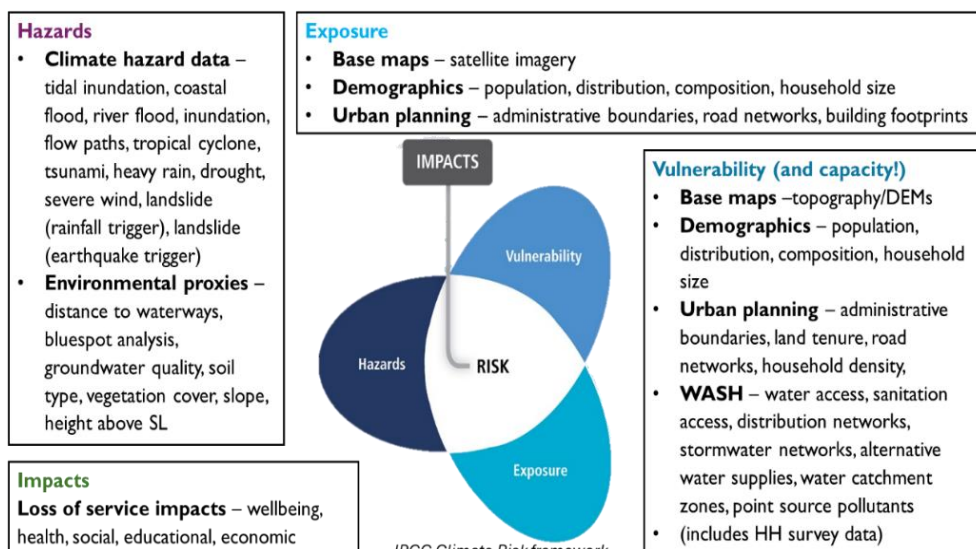 Hazards
• Climate hazard data –
tidal inundation, coastal
flood, river flood, inundation,
flow paths, tropical cyclone,
tsunami, heavy rain, drought,
severe wind, landslide
(rainfall trigger), landslide
(earthquake trigger)
• Environmental proxies –
distance to waterways,
bluespot analysis,
groundwater quality, soil
type, vegetation cover, slope,
height above SL
Exposure
• Base maps – satellite imagery
• Demographics – population, distribution, composition, household size
• Urban planning – administrative boundaries, road networks, building footprints
IMPACTS
Vulnerability
Hazards
RISK
Exposure
Vulnerability (and capacity!)
• Base maps –topography/DEMs
• Demographics – population,
distribution, composition, household
size
• Urban planning – administrative
boundaries, land tenure, road
networks, household density,
• WASH – water access, sanitation
access, distribution networks,
stormwater networks, alternative
water supplies, water catchment
zones, point source pollutants
• (includes HH survey data)
Impacts
Loss of service impacts – wellbeing,
health, social, educational, economic
IPCC Climate Risk framework